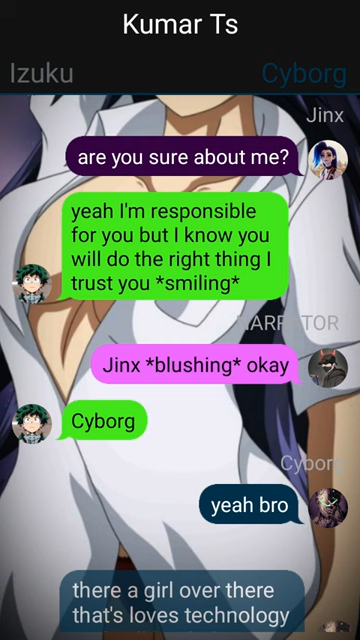 Kumar Ts
Izuku Cyborg
Jinx
are you sure about me?
yeah I'm responsible
for you but I know you
will do the right thing I
trust you *smiling*
NARRATOR
Jinx *blushing* okay
Cyborg
Cyborg
yeah bro
there a girl over there
that's loves technology